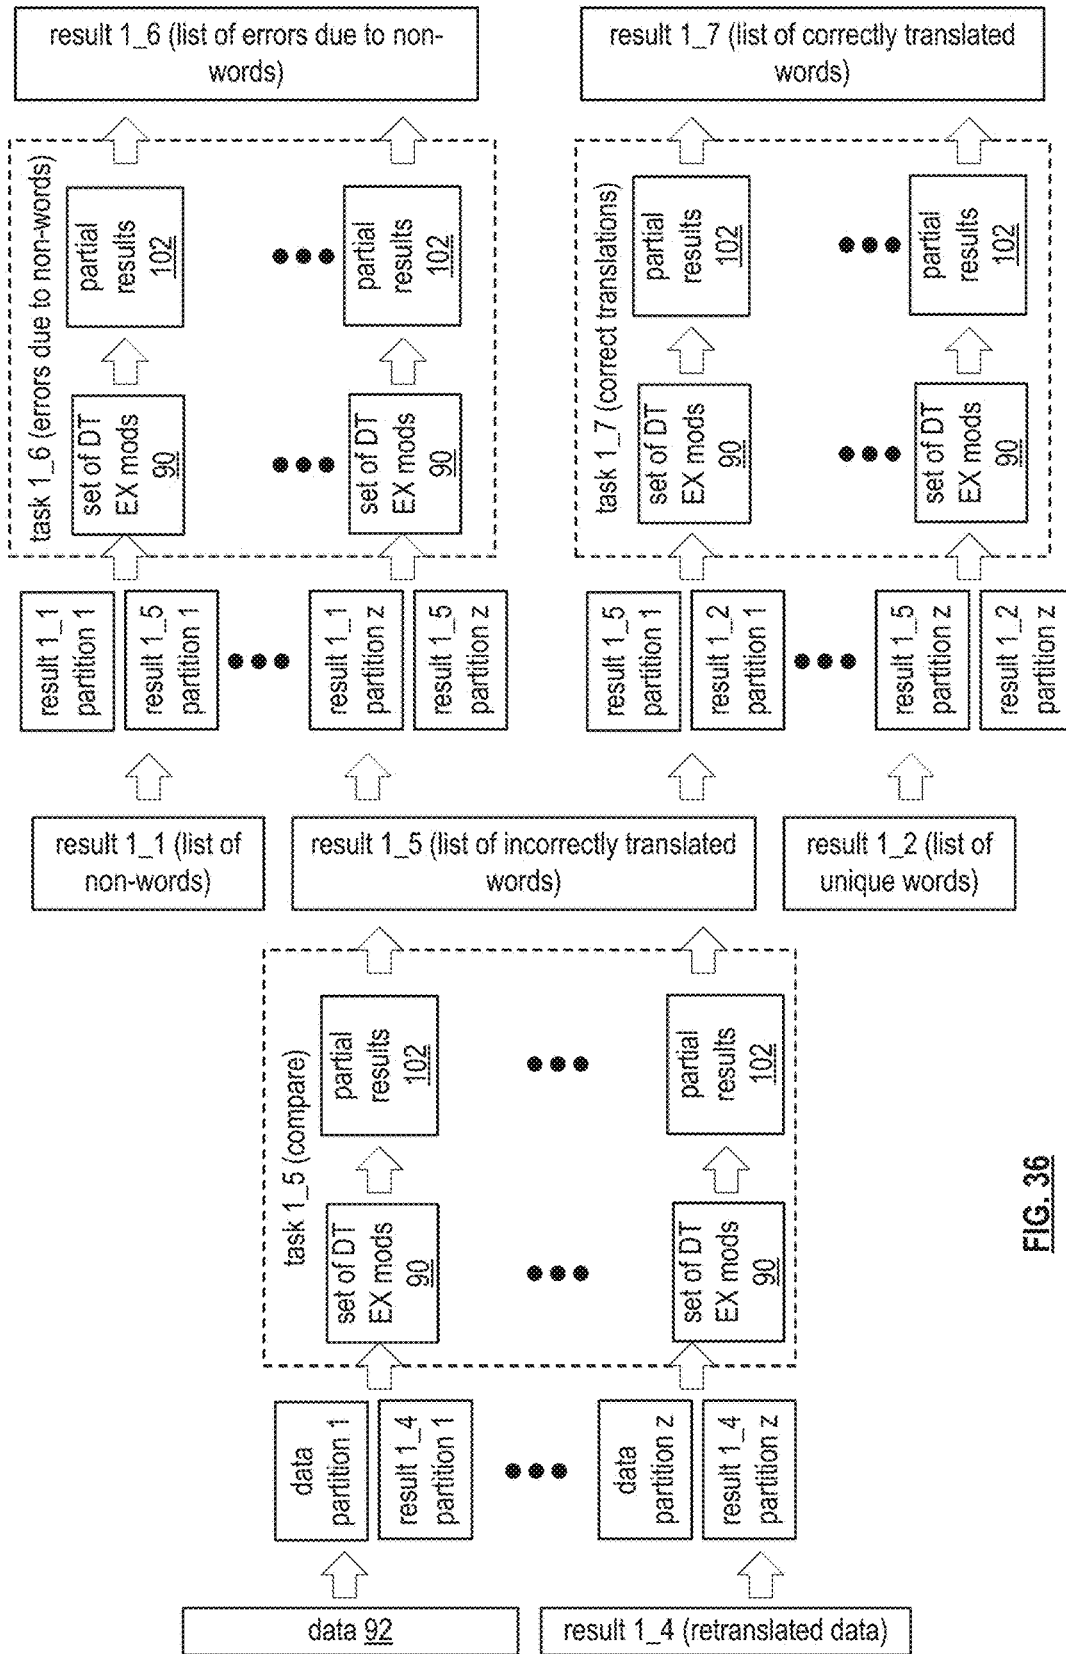 data 92
result 1_4 (retranslated data)
data
partition 1
result 1_4
partition 1
data
partition z
result 1_4
partition z
task 1_5 (compare)
set of DT
EX mods
90
partial
results
102
set of DT
EX mods
90
partial
results
102
result 1_1 (list of
non-words)
result 1_5 (list of incorrectly translated
words)
result 1_2 (list of
unique words)
result 1_1
partition 1
result 1_5
partition 1
result 1_1
partition z
result 1_5
partition z
task 1_6 (errors due to non-words)
set of DT
EX mods
90
partial
results
102
set of DT
EX mods
90
partial
results
102
result 1_6 (list of errors due to non-
words)
result 1_5
partition 1
result 1_2
partition 1
result 1_5
partition z
result 1_2
partition z
task 1_7 (correct translations)
set of DT
EX mods
90
partial
results
102
set of DT
EX mods
90
partial
results
102
result 1_7 (list of correctly translated
words)
FIG. 36